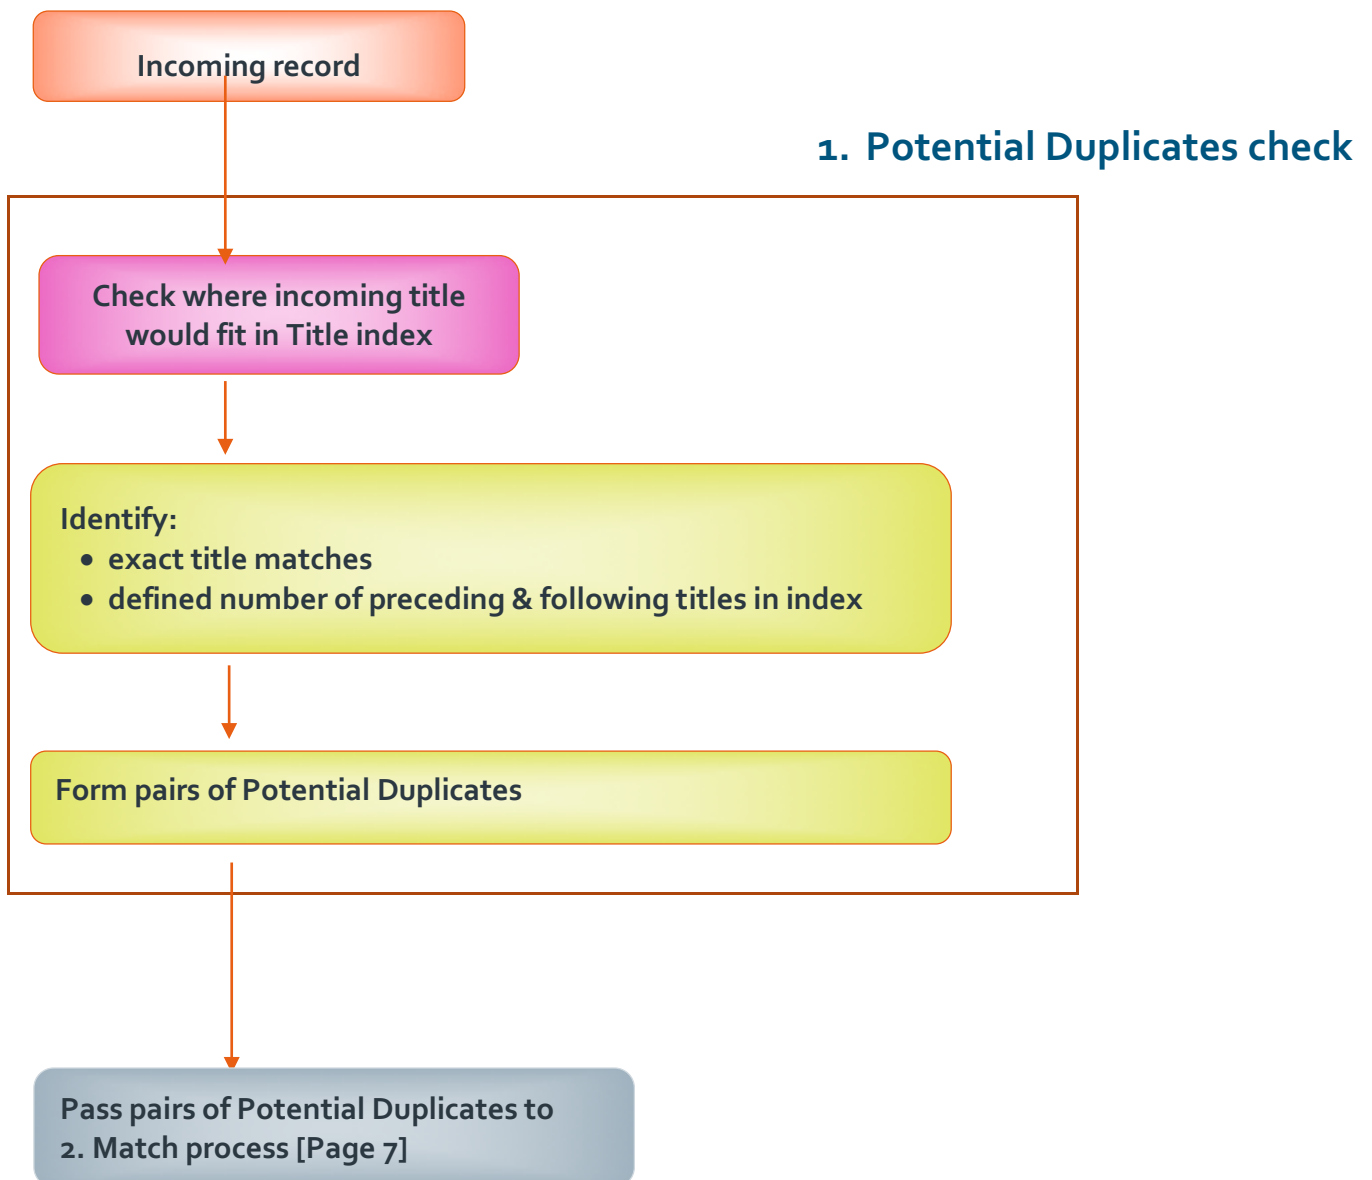 Incoming record
1. Potential Duplicates check
Check where incoming title
would fit in Title index
Identify:
• exact title matches
• defined number of preceding & following titles in index
Form pairs of Potential Duplicates
Pass pairs of Potential Duplicates to
2. Match process [Page 7]